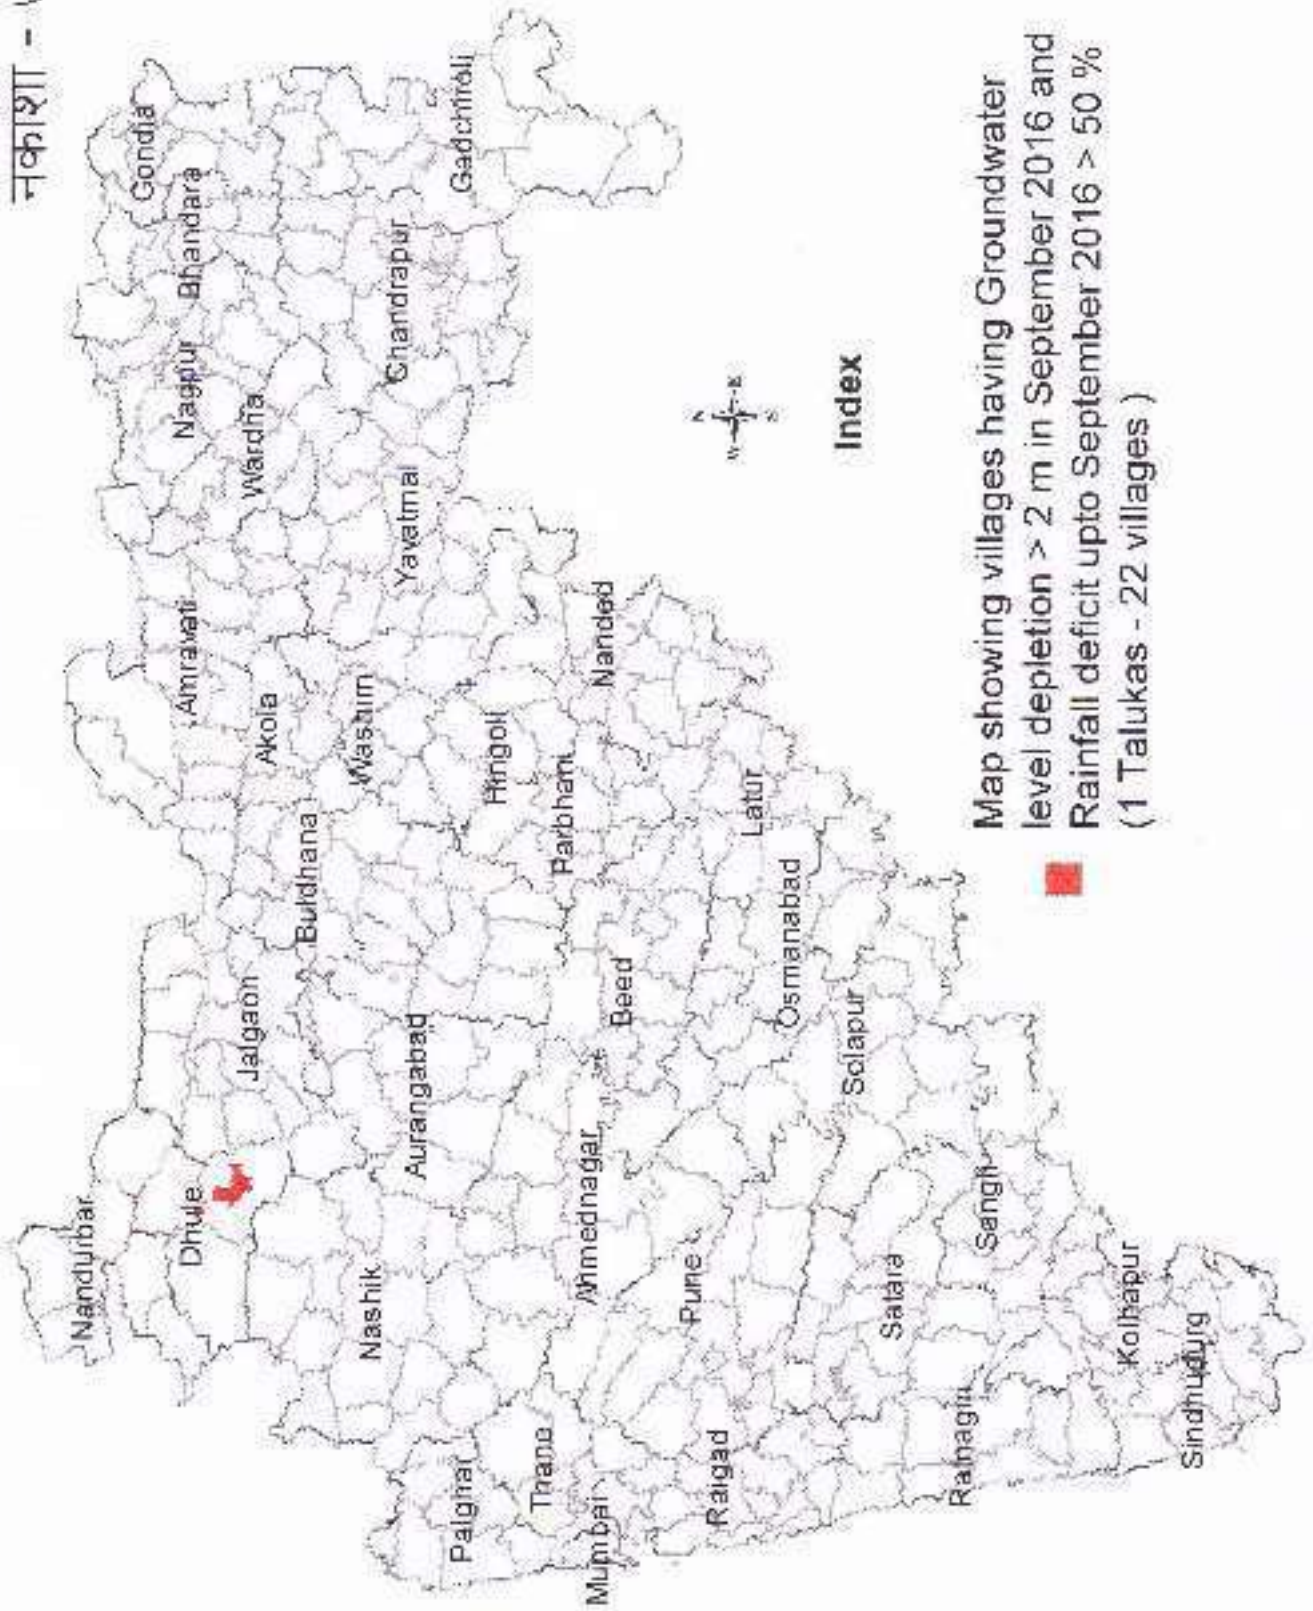 नकाशा -
Nandurbar
Dhule
Jalgaon
Buldhana
Akola
Amravati
Nagpur
Wardha
Bhandara
Gondia
Nashik
Aurangabad
Washim
Yavatmal
Chandrapur
Gadchiroli
Palghar
Thane
Mumbai
Ahmednagar
Beed
Parbhani
Hingoli
Nanded
Raigad
Pune
Osmanabad
Latur
Satara
Solapur
Ratnagiri
Sangli
Kolhapur
Sindhudurg
N
W
E
S
Index
Map showing villages having Groundwater
level depletion > 2 m in September 2016 and
Rainfall deficit upto September 2016 > 50 %
(1 Talukas - 22 villages )